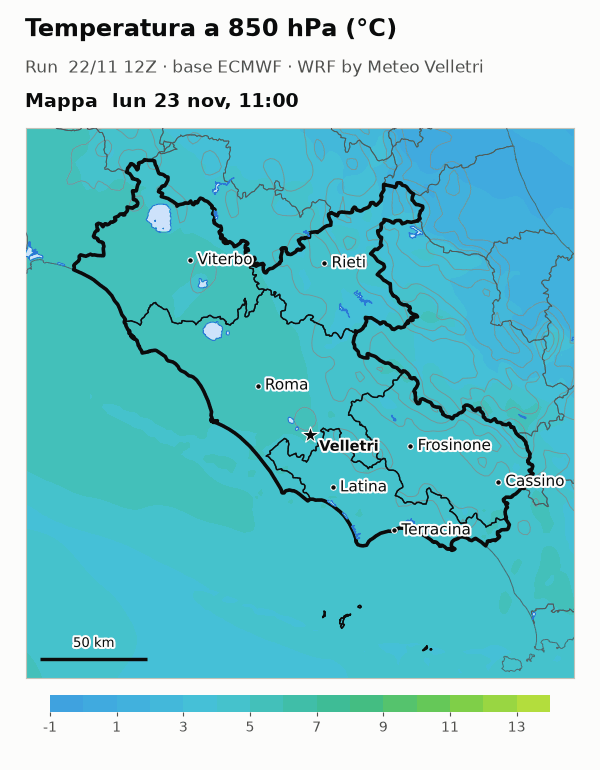 Temperatura a 850 hPa (°C)
Run  22/11 12Z · base ECMWF · WRF by Meteo Velletri
Mappa  lun 23 nov, 11:00
Viterbo
Rieti
Roma
Velletri
Frosinone
Cassino
Latina
Terracina
50 km
-1 1 3 5 7 9 11 13